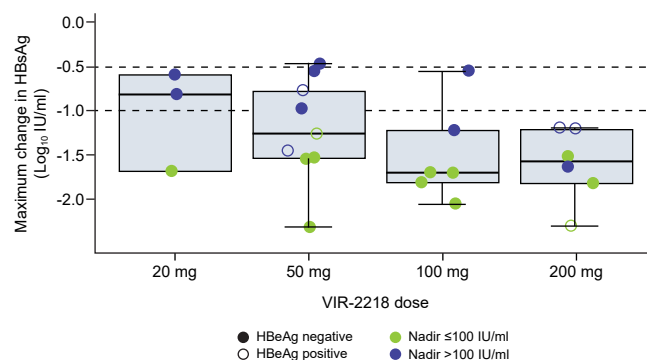 Maximum change in HBsAg
(Log₁₀ IU/ml)
0.0
-0.5
-1.0
-1.5
-2.0
20 mg
50 mg
100 mg
200 mg
VIR-2218 dose
HBeAg negative
Nadir ≤100 IU/ml
HBeAg positive
Nadir >100 IU/ml